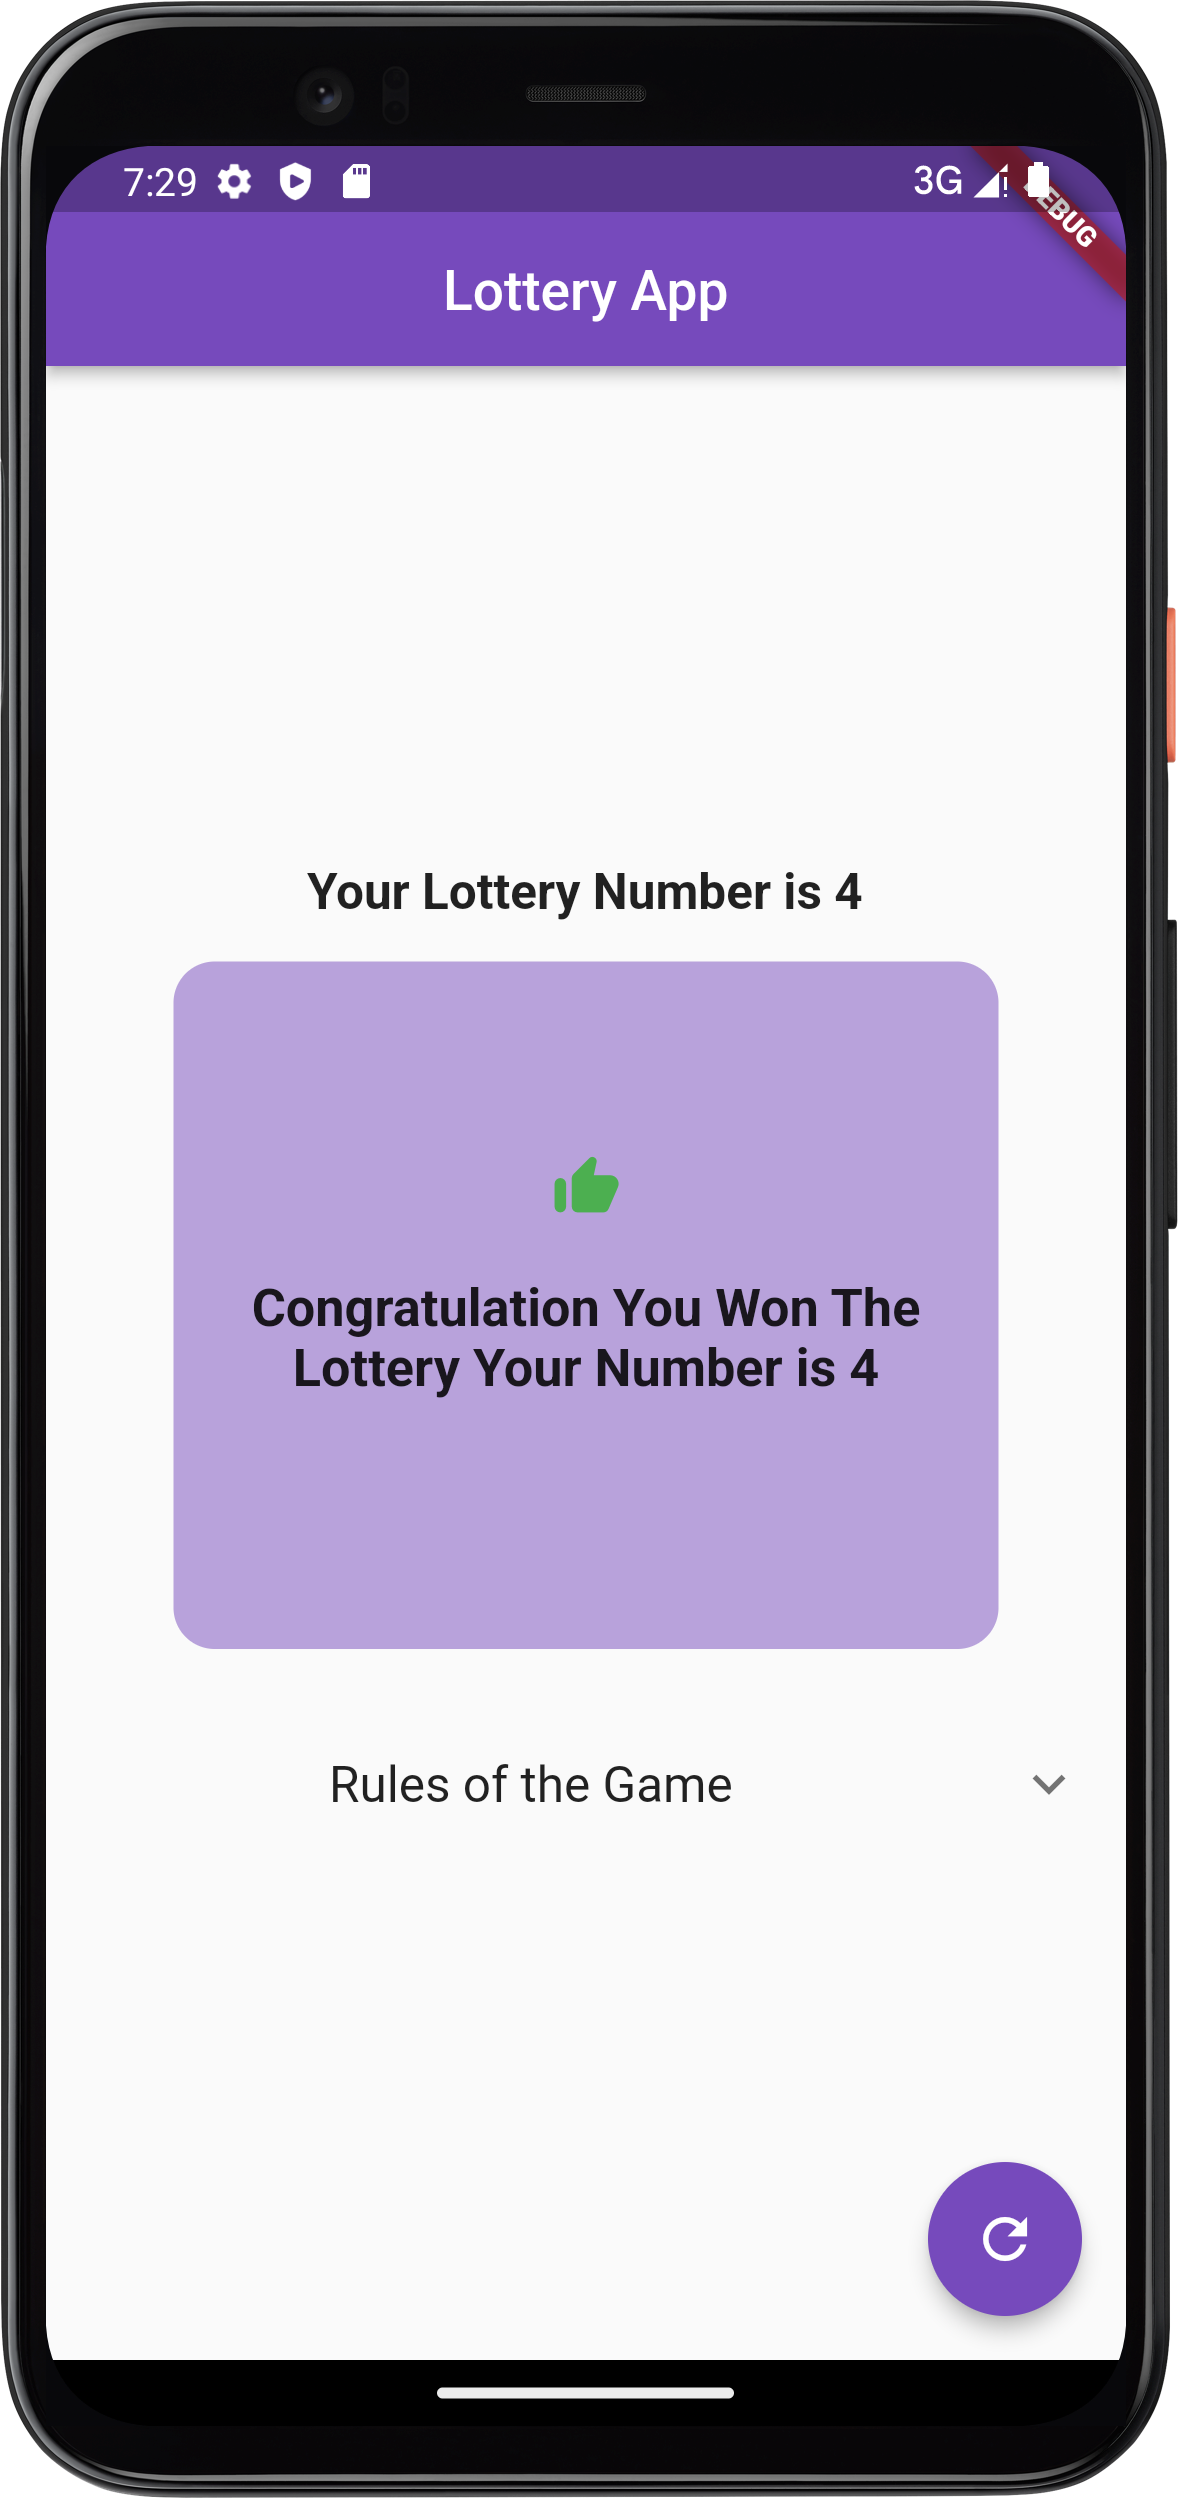 7:29 3G
DEBUG
Lottery App
Your Lottery Number is 4
Congratulation You Won The
Lottery Your Number is 4
Rules of the Game